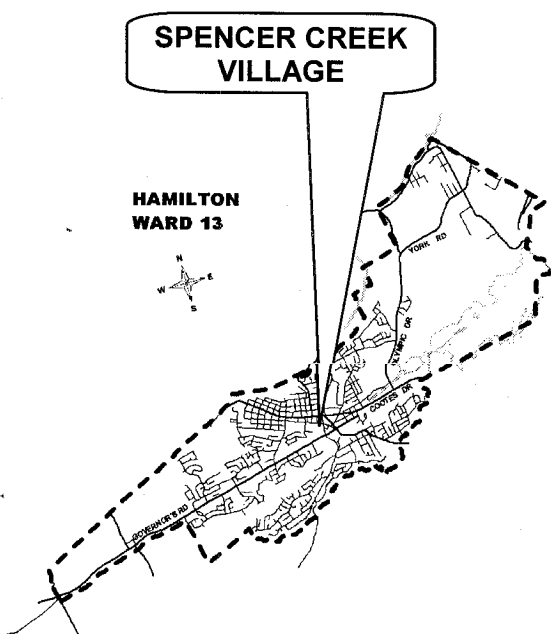 SPENCER CREEK
VILLAGE
HAMILTON
WARD 13
N
W E
S
YORK RD
OLYMPIC DR
COOTES DR
GOVERNOR'S RD